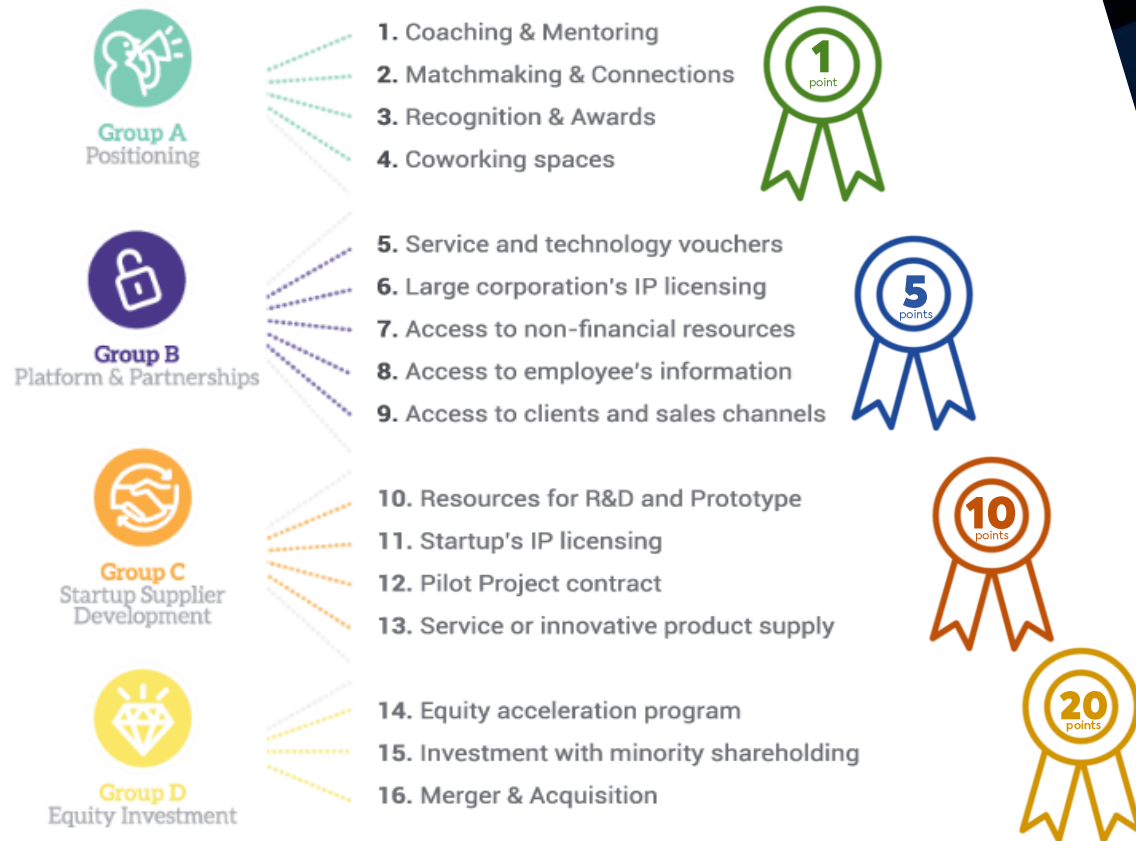 Group A
Positioning
1. Coaching & Mentoring
2. Matchmaking & Connections
3. Recognition & Awards
4. Coworking spaces
1
point
Group B
Platform & Partnerships
5. Service and technology vouchers
6. Large corporation's IP licensing
7. Access to non-financial resources
8. Access to employee's information
9. Access to clients and sales channels
5
points
Group C
Startup Supplier
Development
10. Resources for R&D and Prototype
11. Startup's IP licensing
12. Pilot Project contract
13. Service or innovative product supply
10
points
Group D
Equity Investment
14. Equity acceleration program
15. Investment with minority shareholding
16. Merger & Acquisition
20
points